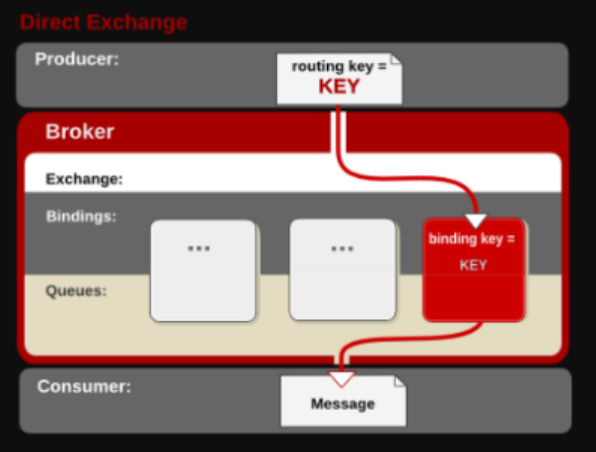 Direct Exchange
Producer:
routing key =
KEY
Broker
Exchange:
Bindings:
...
...
binding key =
KEY
Queues:
Consumer:
Message